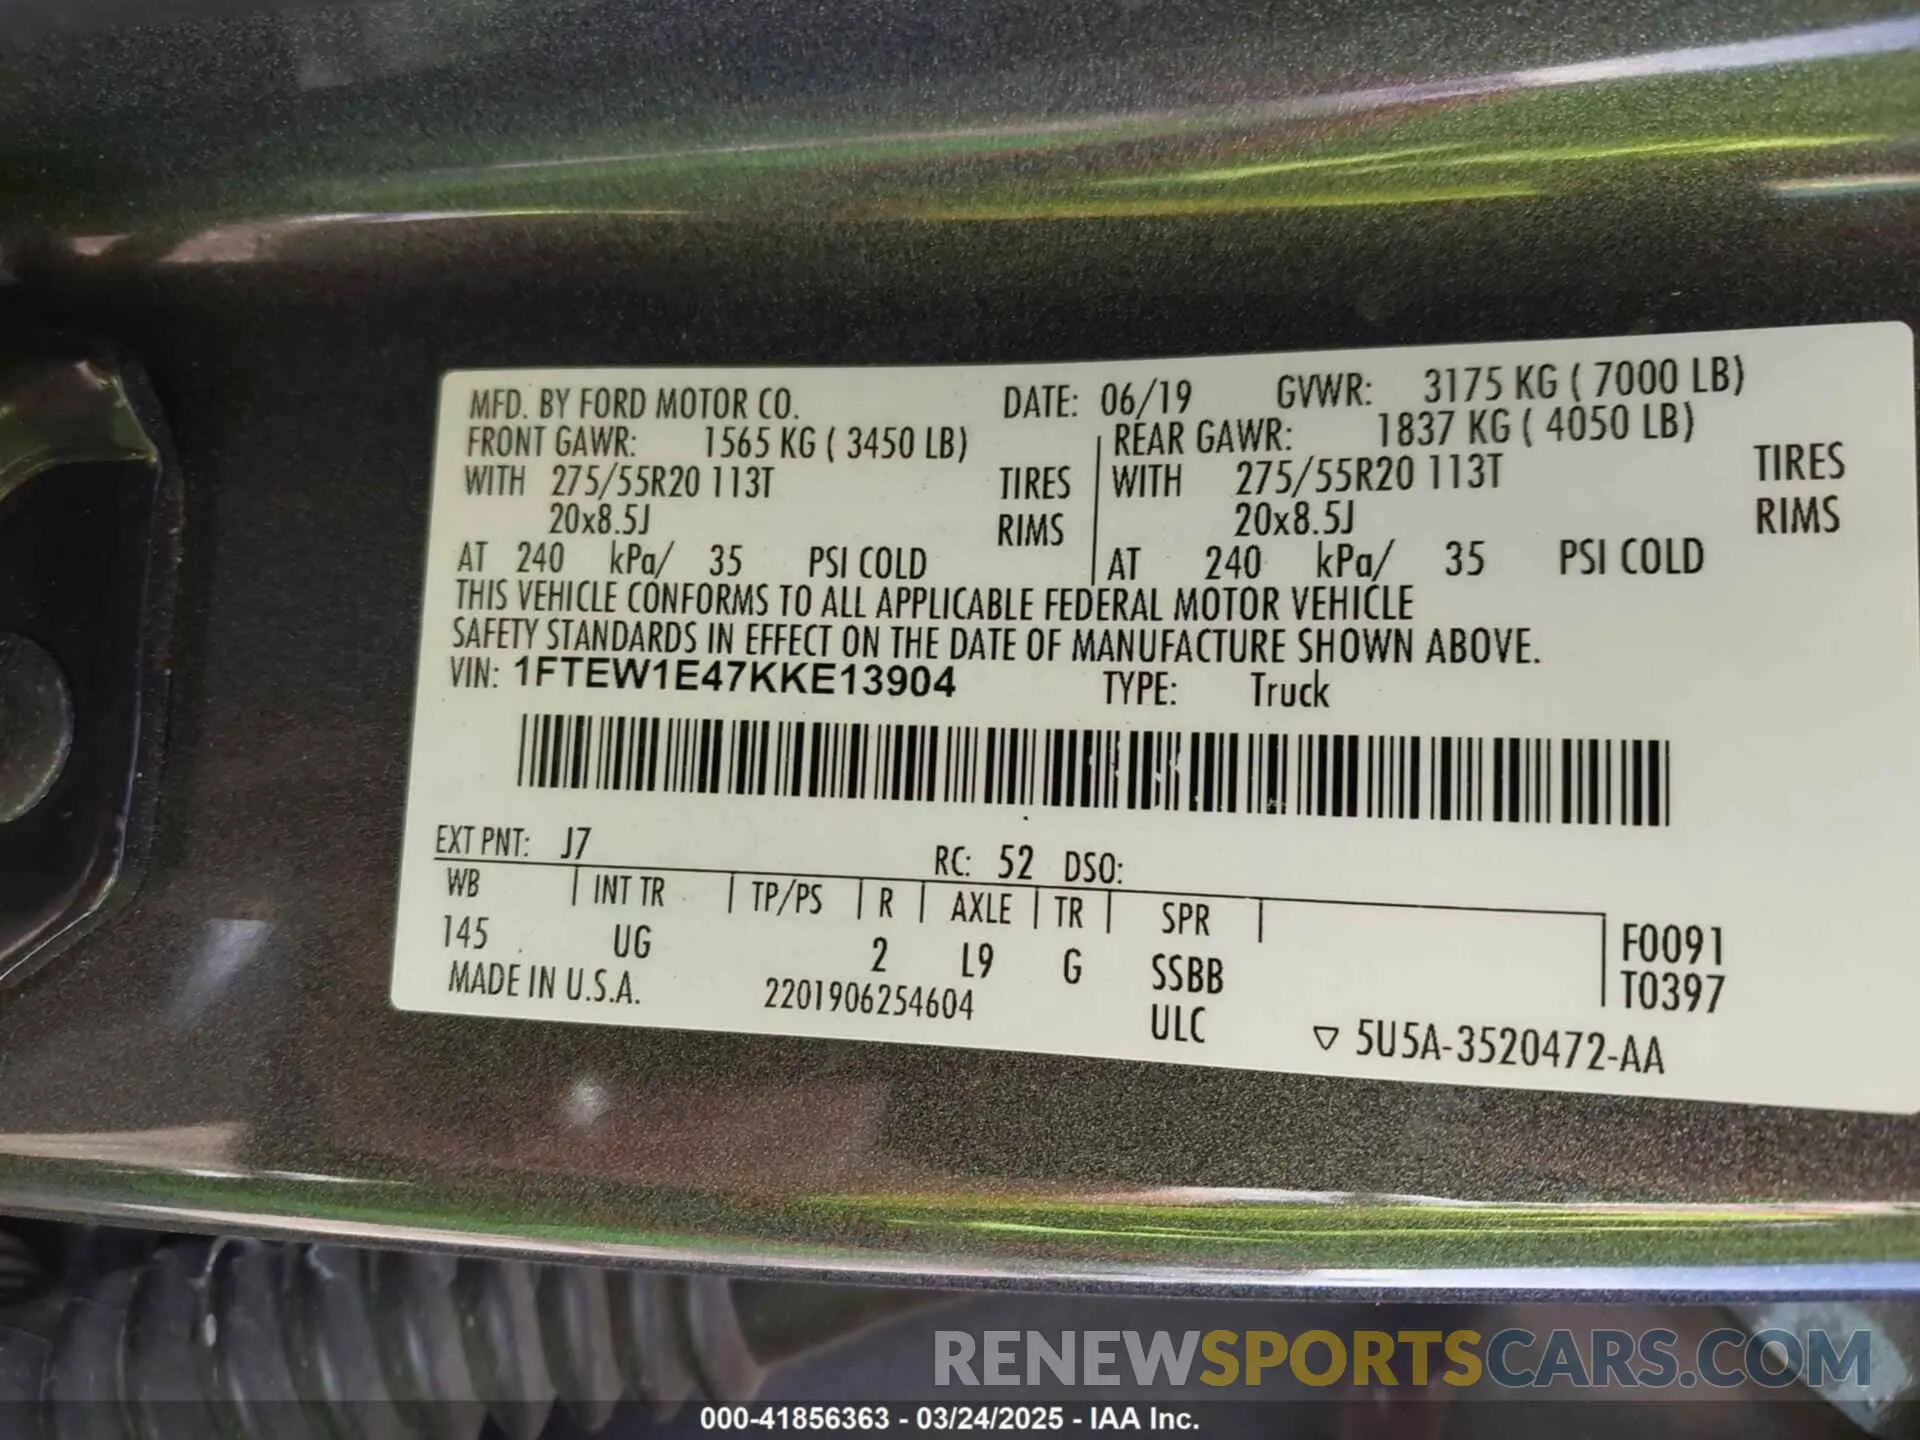 MFD. BY FORD MOTOR CO. DATE: 06/19 GVWR: 3175 KG ( 7000 LB)
FRONT GAWR: 1565 KG ( 3450 LB) REAR GAWR: 1837 KG ( 4050 LB)
WITH 275/55R20 113T TIRES WITH 275/55R20 113T TIRES
20x8.5J RIMS 20x8.5J RIMS
AT 240 kPa/ 35 PSI COLD AT 240 kPa/ 35 PSI COLD
THIS VEHICLE CONFORMS TO ALL APPLICABLE FEDERAL MOTOR VEHICLE
SAFETY STANDARDS IN EFFECT ON THE DATE OF MANUFACTURE SHOWN ABOVE.
VIN: 1FTEW1E47KKE13904 TYPE: Truck
EXT PNT: J7 RC: 52 DSO:
WB INT TR TP/PS R AXLE TR SPR
145 UG 2 L9 G SSBB F0091
MADE IN U.S.A. 2201906254604 ULC T0397
▽ 5U5A-3520472-AA
RENEWSPORTSCARS.COM
000-41856363 - 03/24/2025 - IAA Inc.